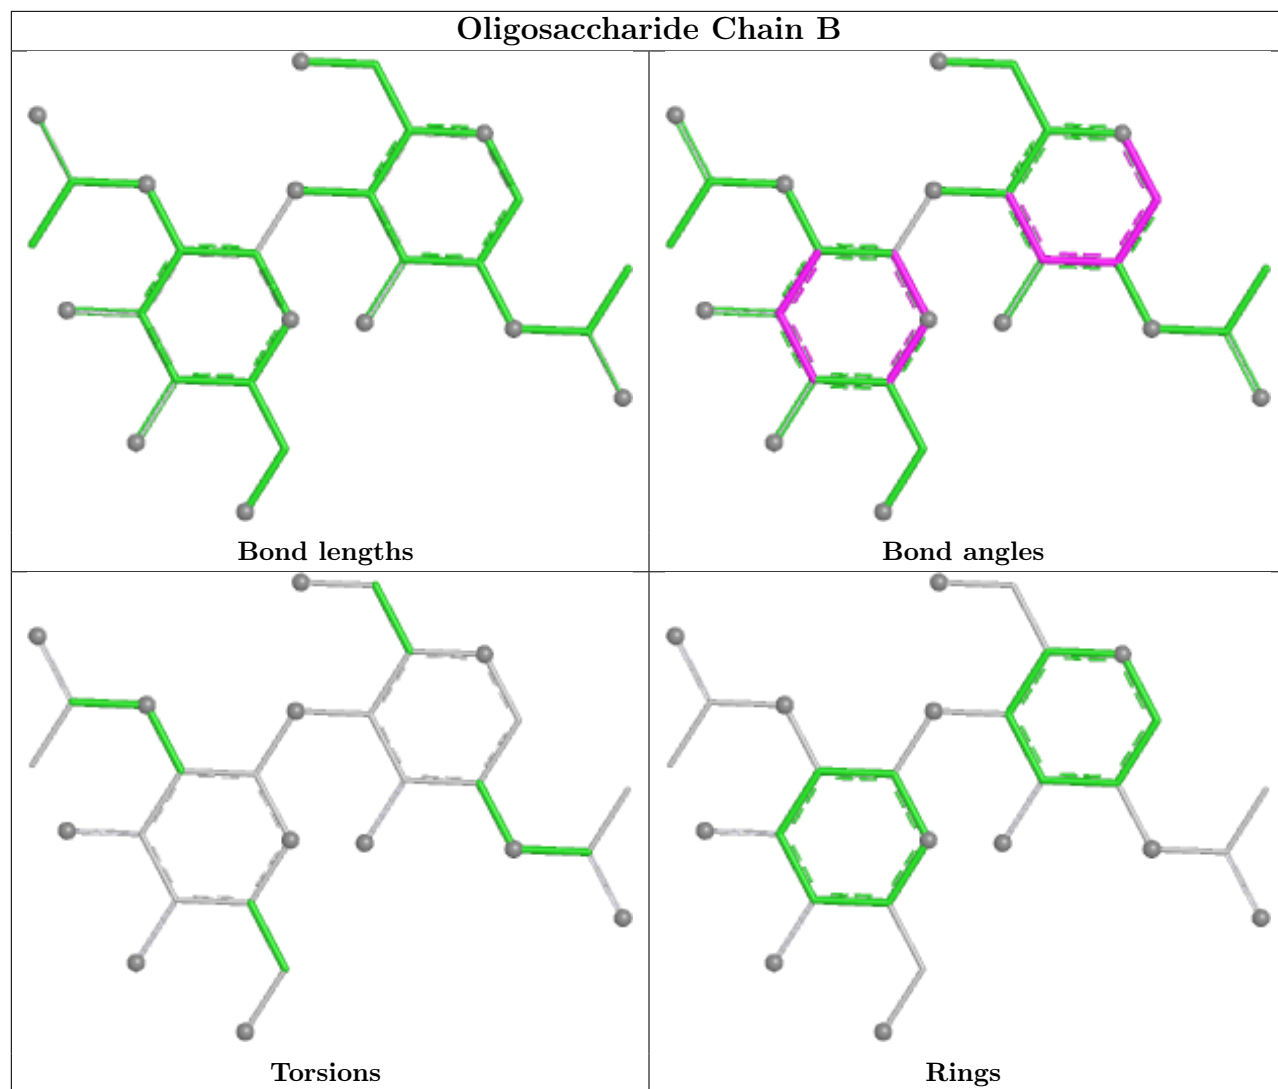 Oligosaccharide Chain B
Bond lengths
Bond angles
Torsions
Rings